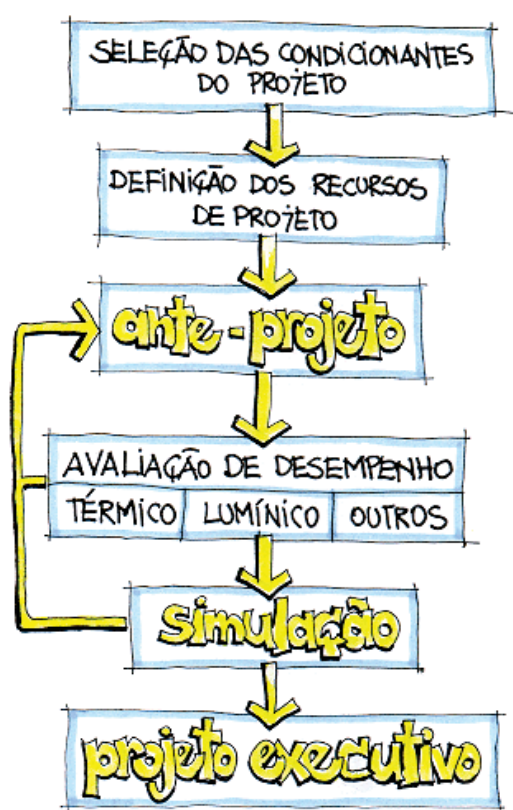 SELEÇÃO DAS CONDICIONANTES
DO PROJETO
DEFINIÇÃO DOS RECURSOS
DE PROJETO
ante-projeto
AVALIAÇÃO DE DESEMPENHO
TÉRMICO LUMÍNICO OUTROS
simulação
projeto executivo